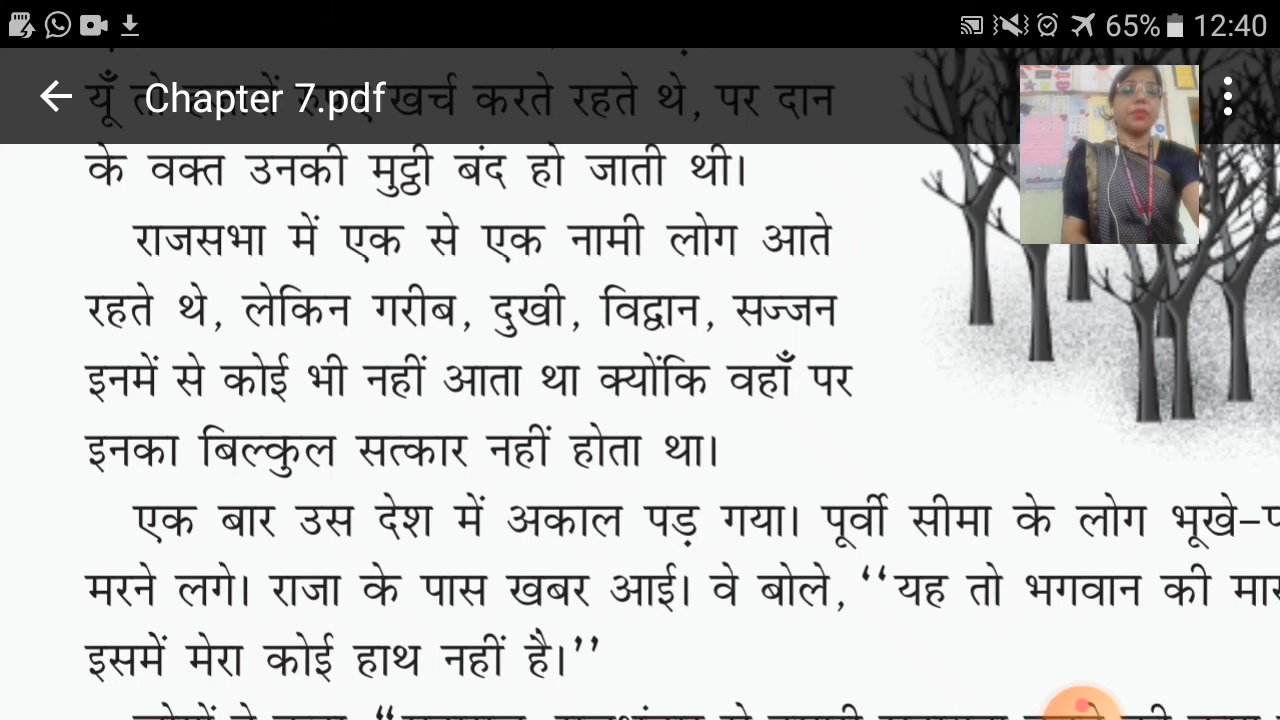 65% 12:40
Chapter 7.pdf
यूँ तो खर्च करते रहते थे, पर दान
के वक्त उनकी मुट्ठी बंद हो जाती थी।
राजसभा में एक से एक नामी लोग आते
रहते थे, लेकिन गरीब, दुखी, विद्वान, सज्जन
इनमें से कोई भी नहीं आता था क्योंकि वहाँ पर
इनका बिल्कुल सत्कार नहीं होता था।
एक बार उस देश में अकाल पड़ गया। पूर्वी सीमा के लोग भूखे-
मरने लगे। राजा के पास खबर आई। वे बोले, “यह तो भगवान की
इसमें मेरा कोई हाथ नहीं है।”